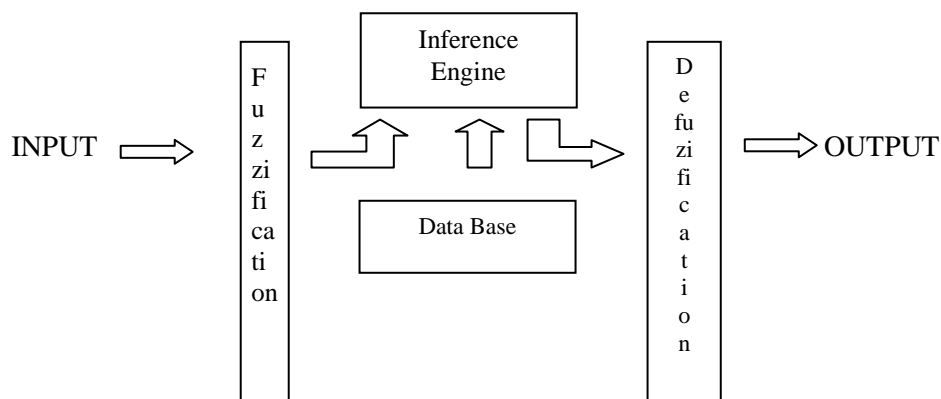 INPUT
F
u
z
zi
fi
ca
ti
on
Inference
Engine
Data Base
D
e
fu
zi
fi
c
a
t
i
o
n
OUTPUT